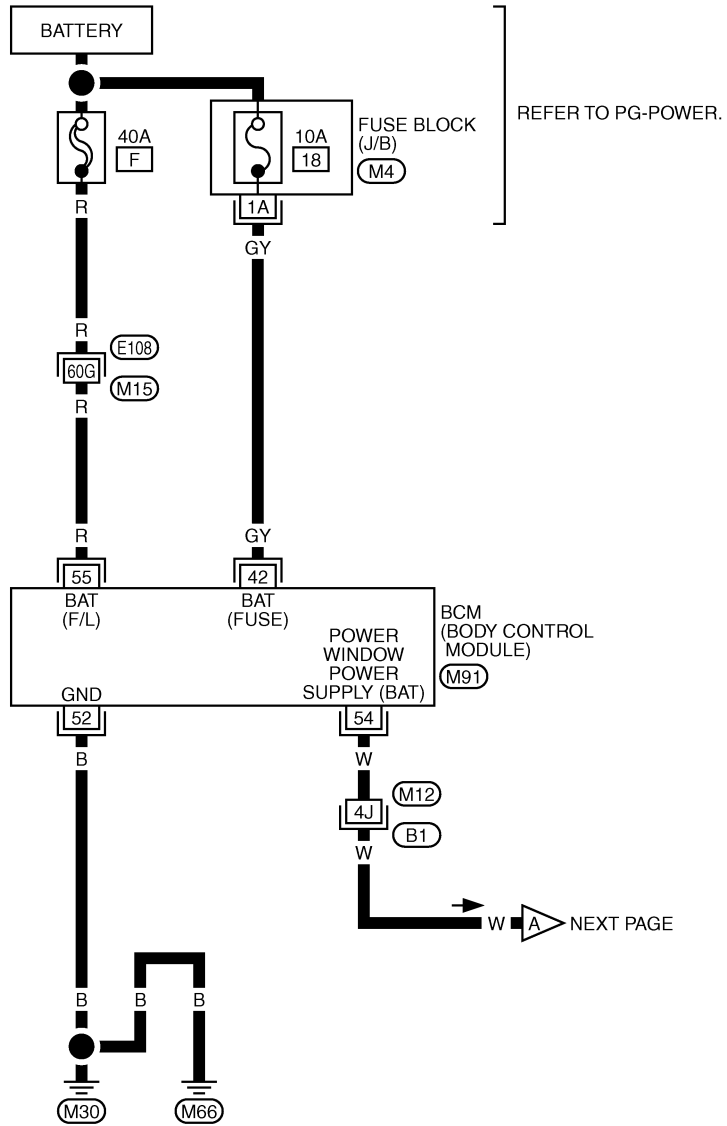 BATTERY
REFER TO PG-POWER.
40A
F
10A
18
FUSE BLOCK
(J/B)
M4
1A
R
GY
R
E108
60G
M15
R
R
GY
55
42
BAT
(F/L)
BAT
(FUSE)
BCM
(BODY CONTROL
MODULE)
M91
POWER
WINDOW
POWER
SUPPLY (BAT)
GND
52
54
B
W
M12
4J
B1
W
W
A
NEXT PAGE
B
B
B
M30
M66